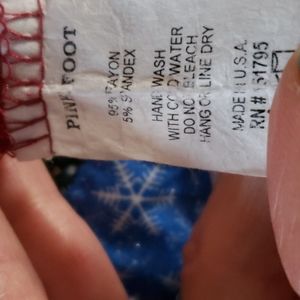 PINK FOOT
95% RAYON
5% SPANDEX
HAND WASH
WITH COLD WATER
DO NOT BLEACH
HANG OR LINE DRY
MADE IN U.S.A.
RN #